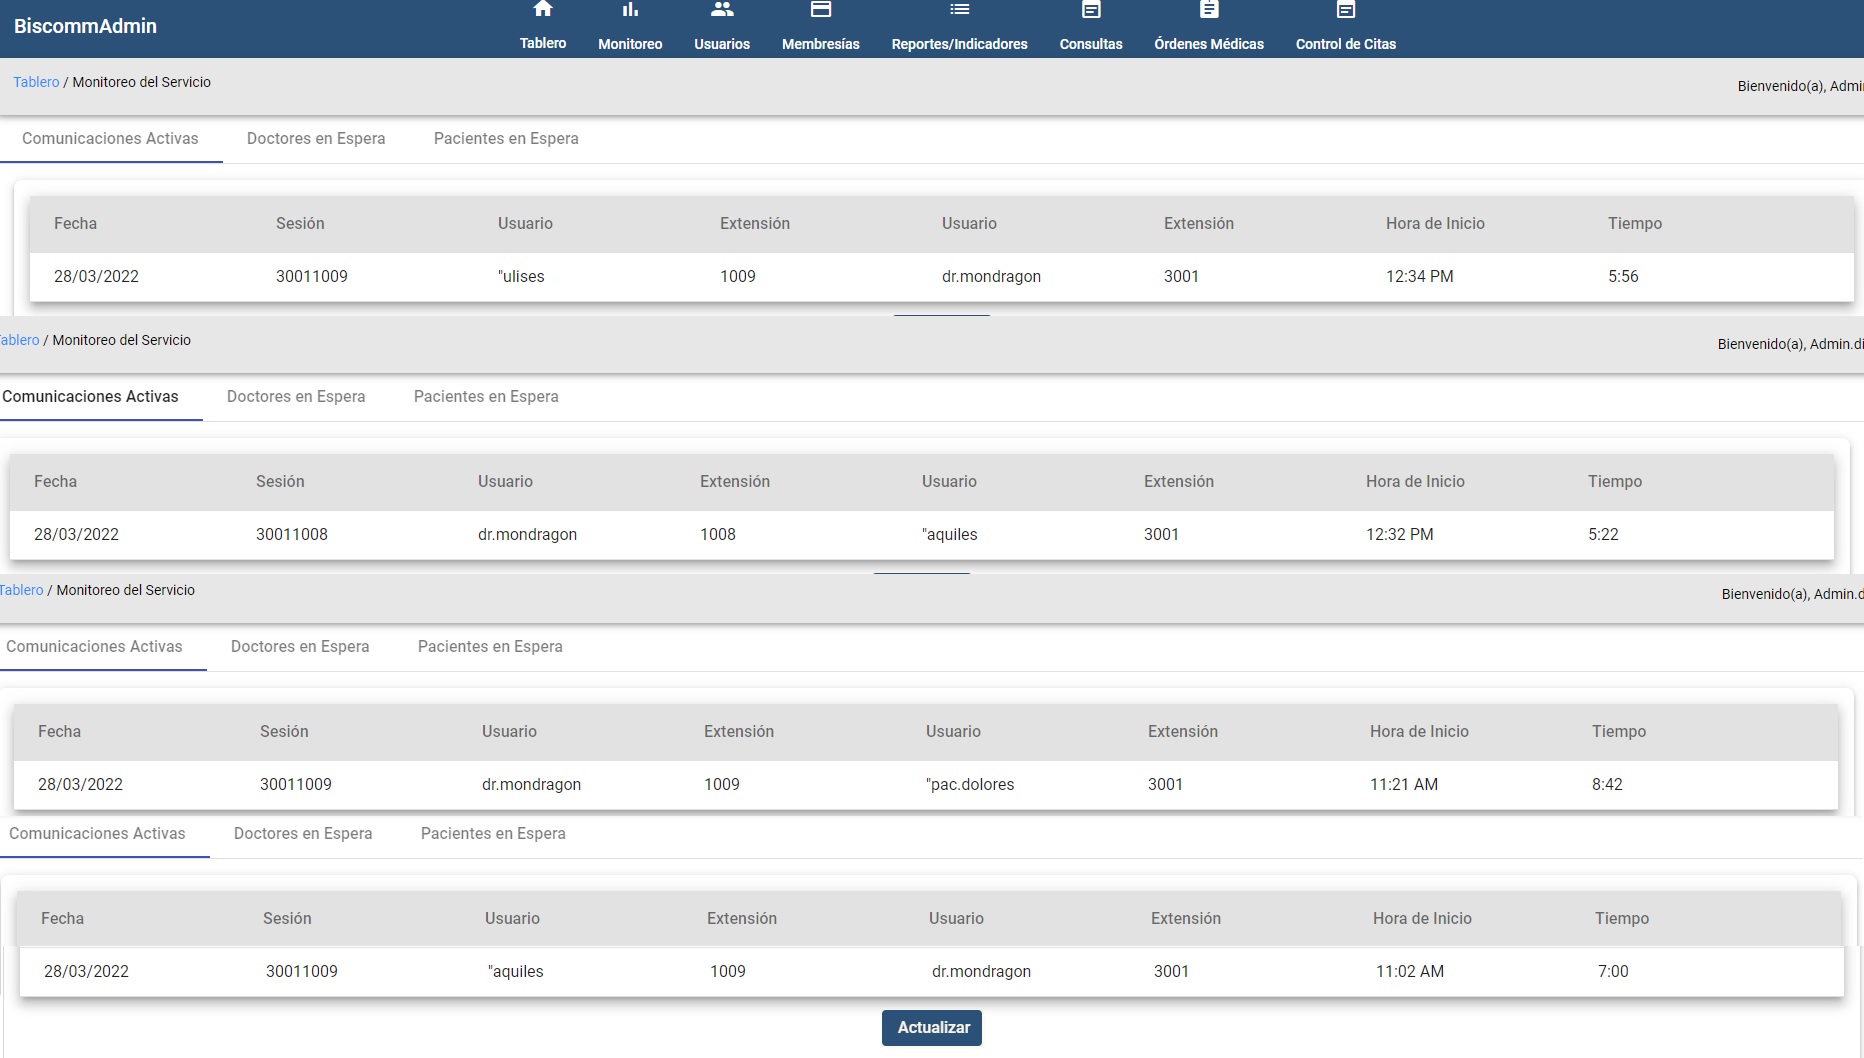 BiscommAdmin
Tablero Monitoreo Usuarios Membresías Reportes/Indicadores Consultas Órdenes Médicas Control de Citas
Tablero / Monitoreo del Servicio Bienvenido(a), Admi
Comunicaciones Activas Doctores en Espera Pacientes en Espera
Fecha Sesión Usuario Extensión Usuario Extensión Hora de Inicio Tiempo
28/03/2022 30011009 "ulises 1009 dr.mondragon 3001 12:34 PM 5:56
ablero / Monitoreo del Servicio Bienvenido(a), Admin.di
Comunicaciones Activas Doctores en Espera Pacientes en Espera
Fecha Sesión Usuario Extensión Usuario Extensión Hora de Inicio Tiempo
28/03/2022 30011008 dr.mondragon 1008 "aquiles 3001 12:32 PM 5:22
Tablero / Monitoreo del Servicio Bienvenido(a), Admin.d
Comunicaciones Activas Doctores en Espera Pacientes en Espera
Fecha Sesión Usuario Extensión Usuario Extensión Hora de Inicio Tiempo
28/03/2022 30011009 dr.mondragon 1009 "pac.dolores 3001 11:21 AM 8:42
Comunicaciones Activas Doctores en Espera Pacientes en Espera
Fecha Sesión Usuario Extensión Usuario Extensión Hora de Inicio Tiempo
28/03/2022 30011009 "aquiles 1009 dr.mondragon 3001 11:02 AM 7:00
Actualizar